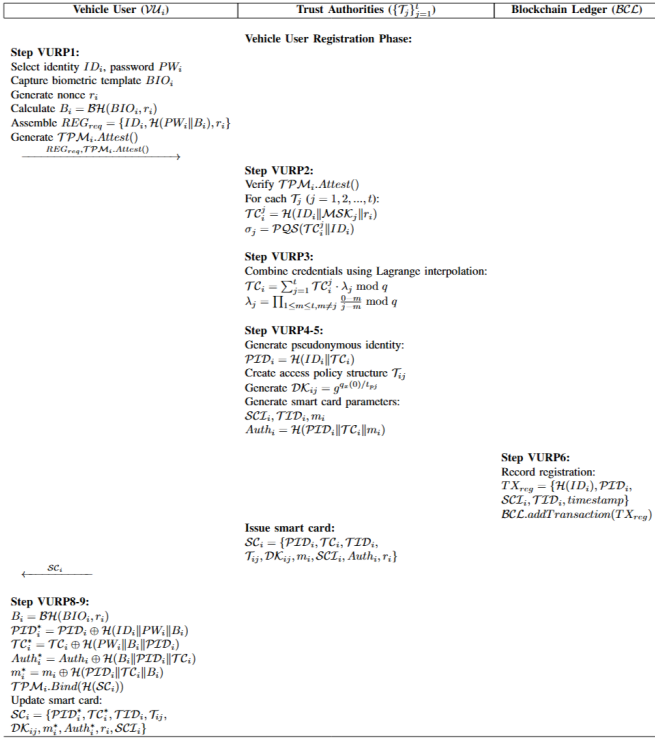 Vehicle User (𝒱𝒰ᵢ) Trust Authorities ({𝒯ⱼ}ᵗⱼ₌₁) Blockchain Ledger (ℬ𝒞ℒ)
Vehicle User Registration Phase:
Step VURP1:
Select identity IDᵢ, password PWᵢ
Capture biometric template BIOᵢ
Generate nonce rᵢ
Calculate Bᵢ = ℬℋ(BIOᵢ, rᵢ)
Assemble REG_req = {IDᵢ, ℋ(PWᵢ‖Bᵢ), rᵢ}
Generate 𝒯𝒫ℳᵢ.Attest()
REG_req, 𝒯𝒫ℳᵢ.Attest()
Step VURP2:
Verify 𝒯𝒫ℳᵢ.Attest()
For each 𝒯ⱼ (j = 1, 2, ..., t):
𝒯𝒞ᵢʲ = ℋ(IDᵢ‖ℳ𝒮𝒦ⱼ‖rᵢ)
σⱼ = 𝒫𝒬𝒮(𝒯𝒞ᵢʲ‖IDᵢ)
Step VURP3:
Combine credentials using Lagrange interpolation:
𝒯𝒞ᵢ = ∑ᵗⱼ₌₁ 𝒯𝒞ᵢʲ · λⱼ mod q
λⱼ = ∏_{1≤m≤t,m≠j} (0−m)/(j−m) mod q
Step VURP4-5:
Generate pseudonymous identity:
𝒫ℐ𝒟ᵢ = ℋ(IDᵢ‖𝒯𝒞ᵢ)
Create access policy structure 𝒯ᵢⱼ
Generate 𝒟𝒦ᵢⱼ = g^{q_x(0)/t_{pj}}
Generate smart card parameters:
𝒮𝒞ℐᵢ, 𝒯ℐ𝒟ᵢ, mᵢ
Authᵢ = ℋ(𝒫ℐ𝒟ᵢ‖𝒯𝒞ᵢ‖mᵢ)
Step VURP6:
Record registration:
TX_reg = {ℋ(IDᵢ), 𝒫ℐ𝒟ᵢ,
𝒮𝒞ℐᵢ, 𝒯ℐ𝒟ᵢ, timestamp}
ℬ𝒞ℒ.addTransaction(TX_reg)
Issue smart card:
𝒮𝒞ᵢ = {𝒫ℐ𝒟ᵢ, 𝒯𝒞ᵢ, 𝒯ℐ𝒟ᵢ,
𝒯ᵢⱼ, 𝒟𝒦ᵢⱼ, mᵢ, 𝒮𝒞ℐᵢ, Authᵢ, rᵢ}
𝒮𝒞ᵢ
Step VURP8-9:
Bᵢ = ℬℋ(BIOᵢ, rᵢ)
𝒫ℐ𝒟ᵢ* = 𝒫ℐ𝒟ᵢ ⊕ ℋ(IDᵢ‖PWᵢ‖Bᵢ)
𝒯𝒞ᵢ* = 𝒯𝒞ᵢ ⊕ ℋ(PWᵢ‖Bᵢ‖𝒫ℐ𝒟ᵢ)
Authᵢ* = Authᵢ ⊕ ℋ(Bᵢ‖𝒫ℐ𝒟ᵢ‖𝒯𝒞ᵢ)
mᵢ* = mᵢ ⊕ ℋ(𝒫ℐ𝒟ᵢ‖𝒯𝒞ᵢ‖Bᵢ)
𝒯𝒫ℳᵢ.Bind(ℋ(𝒮𝒞ᵢ))
Update smart card:
𝒮𝒞ᵢ = {𝒫ℐ𝒟ᵢ*, 𝒯𝒞ᵢ*, 𝒯ℐ𝒟ᵢ, 𝒯ᵢⱼ,
𝒟𝒦ᵢⱼ, mᵢ*, Authᵢ*, rᵢ, 𝒮𝒞ℐᵢ}